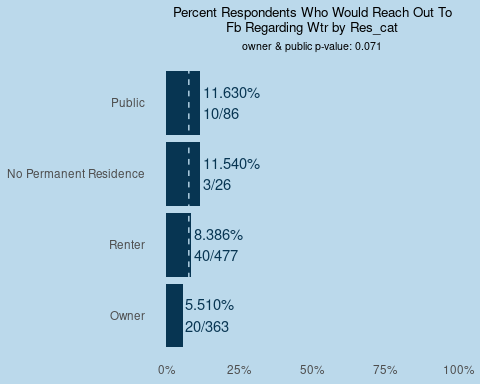 Percent Respondents Who Would Reach Out To
Fb Regarding Wtr by Res_cat
owner & public p-value: 0.071
Public
11.630%
10/86
No Permanent Residence
11.540%
3/26
Renter
8.386%
40/477
Owner
5.510%
20/363
0%
25%
50%
75%
100%